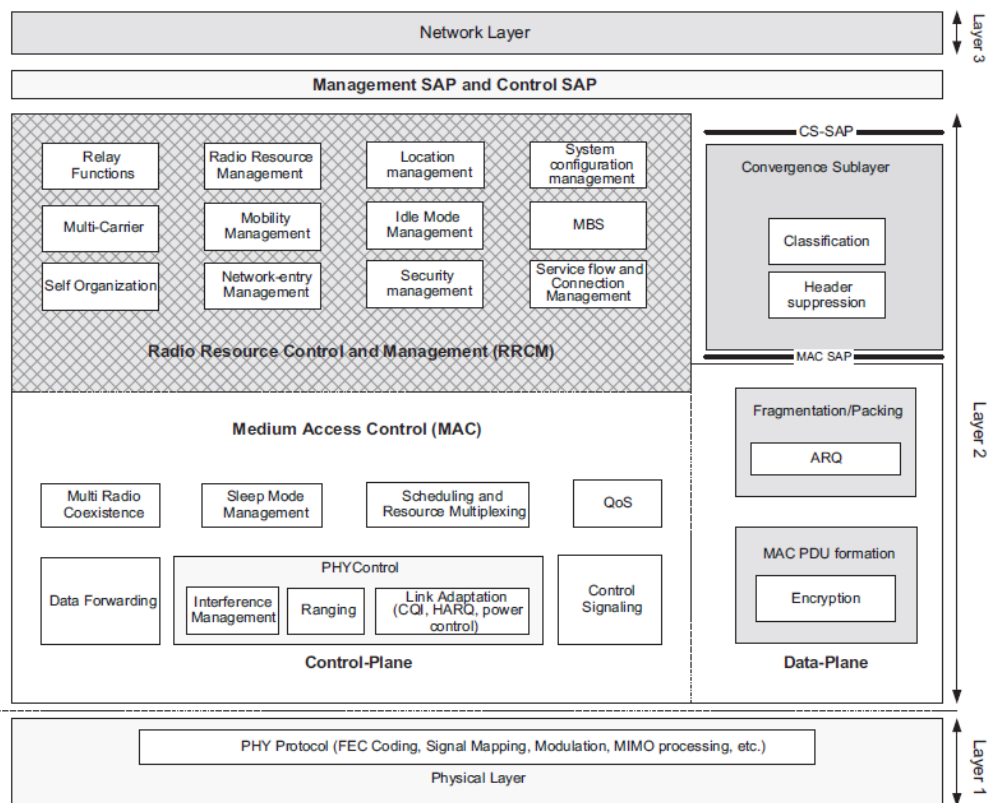 Network Layer
Layer 3
Management SAP and Control SAP
Relay
Functions
Radio Resource
Management
Location
management
System
configuration
management
Multi-Carrier
Mobility
Management
Idle Mode
Management
MBS
Self Organization
Network-entry
Management
Security
management
Service flow and
Connection
Management
Radio Resource Control and Management (RRCM)
CS-SAP
Convergence Sublayer
Classification
Header
suppression
MAC SAP
Layer 2
Medium Access Control (MAC)
Multi Radio
Coexistence
Sleep Mode
Management
Scheduling and
Resource Multiplexing
QoS
Data Forwarding
PHYControl
Interference
Management
Ranging
Link Adaptation
(CQI, HARQ, power
control)
Control
Signaling
Control-Plane
Fragmentation/Packing
ARQ
MAC PDU formation
Encryption
Data-Plane
PHY Protocol (FEC Coding, Signal Mapping, Modulation, MIMO processing, etc.)
Physical Layer
Layer 1